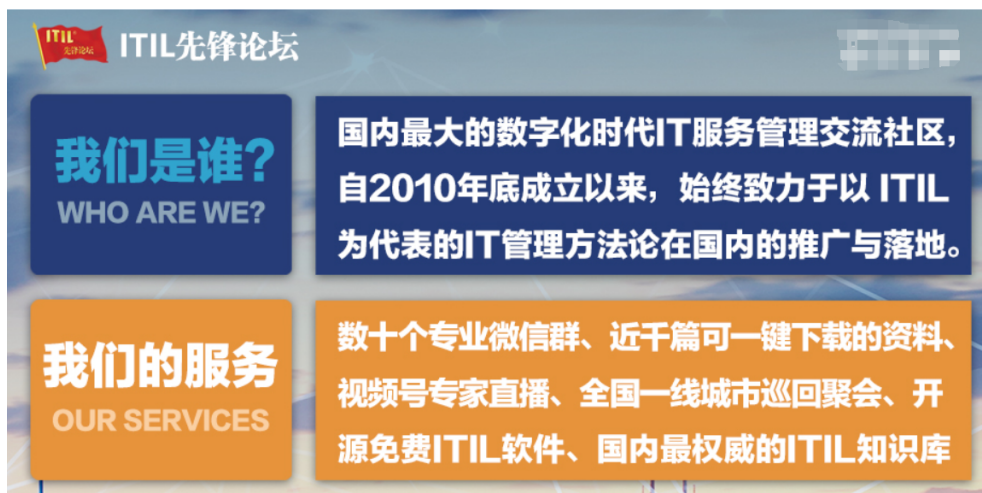 ITIL
先锋论坛
ITIL先锋论坛
我们是谁？
WHO ARE WE?
国内最大的数字化时代IT服务管理交流社区，
自2010年底成立以来，始终致力于以 ITIL
为代表的IT管理方法论在国内的推广与落地。
我们的服务
OUR SERVICES
数十个专业微信群、近千篇可一键下载的资料、
视频号专家直播、全国一线城市巡回聚会、开
源免费ITIL软件、国内最权威的ITIL知识库